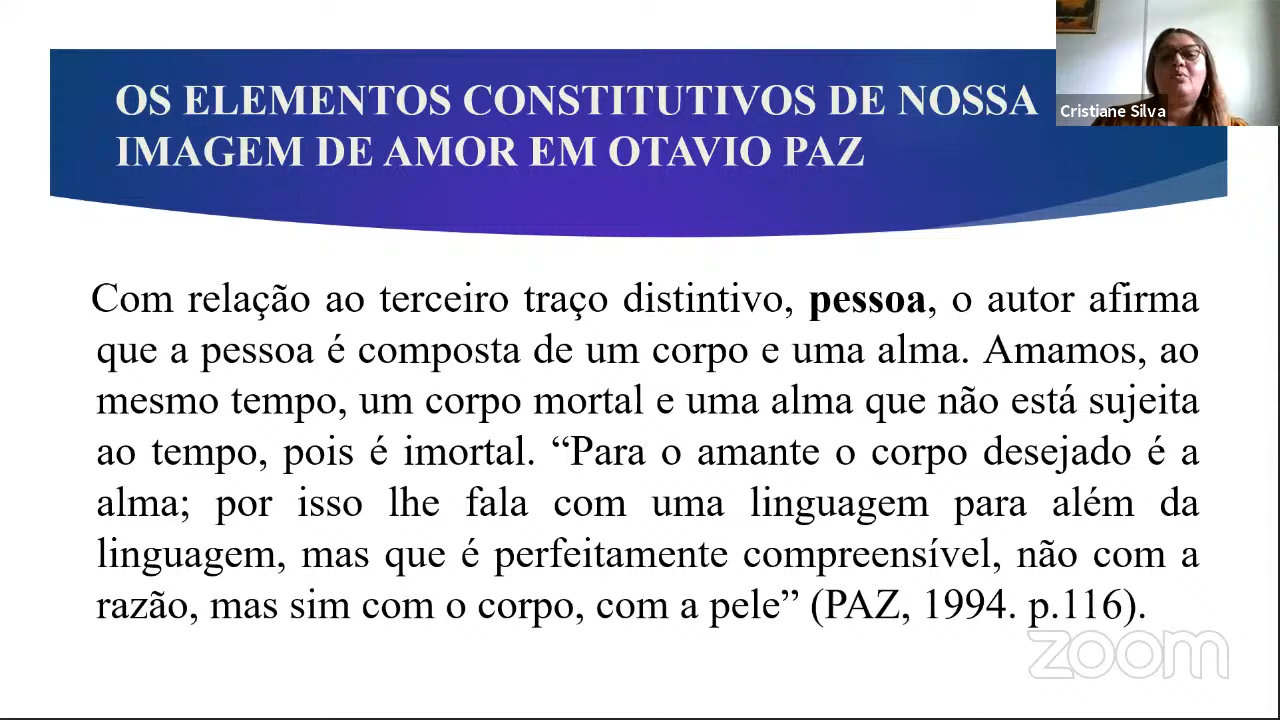 OS ELEMENTOS CONSTITUTIVOS DE NOSSA
IMAGEM DE AMOR EM OTAVIO PAZ
Cristiane Silva
Com relação ao terceiro traço distintivo, pessoa, o autor afirma
que a pessoa é composta de um corpo e uma alma. Amamos, ao
mesmo tempo, um corpo mortal e uma alma que não está sujeita
ao tempo, pois é imortal. “Para o amante o corpo desejado é a
alma; por isso lhe fala com uma linguagem para além da
linguagem, mas que é perfeitamente compreensível, não com a
razão, mas sim com o corpo, com a pele” (PAZ, 1994. p.116).
zoom